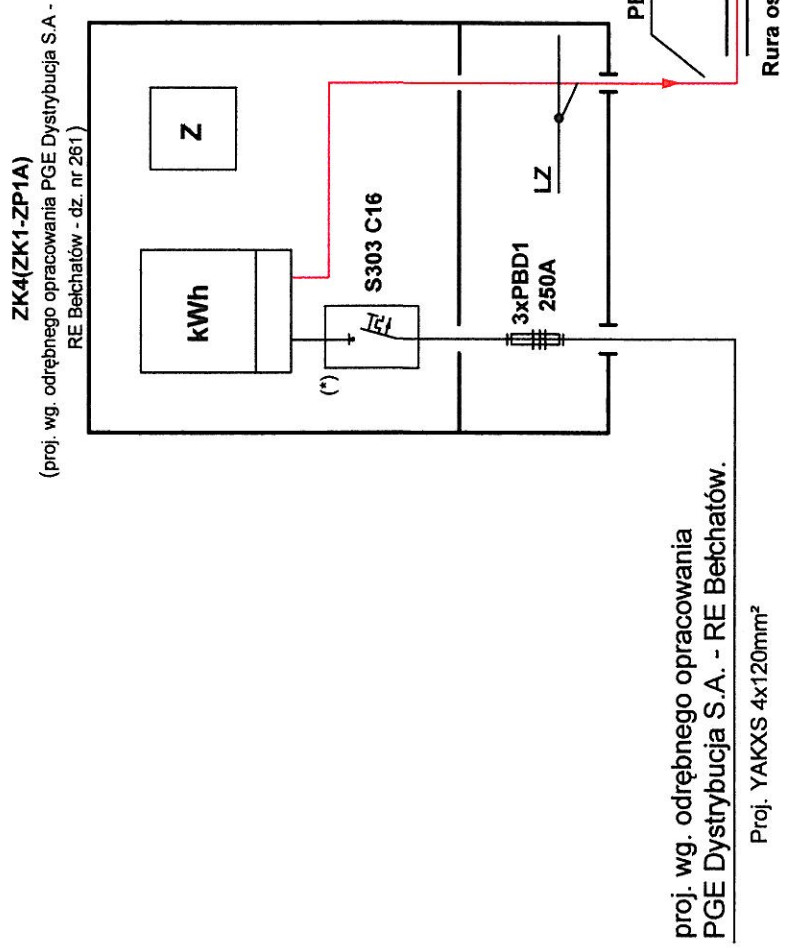 ZK4(ZK1-ZP1A)
(proj. wg. odrębnego opracowania PGE Dystrybucja S.A -
RE Bełchatów - dz. nr 261 )
Z
kWh
S303 C16
(*)
3xPBD1
250A
LZ
Rura
proj. wg. odrębnego opracowania
PGE Dystrybucja S.A. - RE Bełchatów.
Proj. YAKXS 4x120mm²